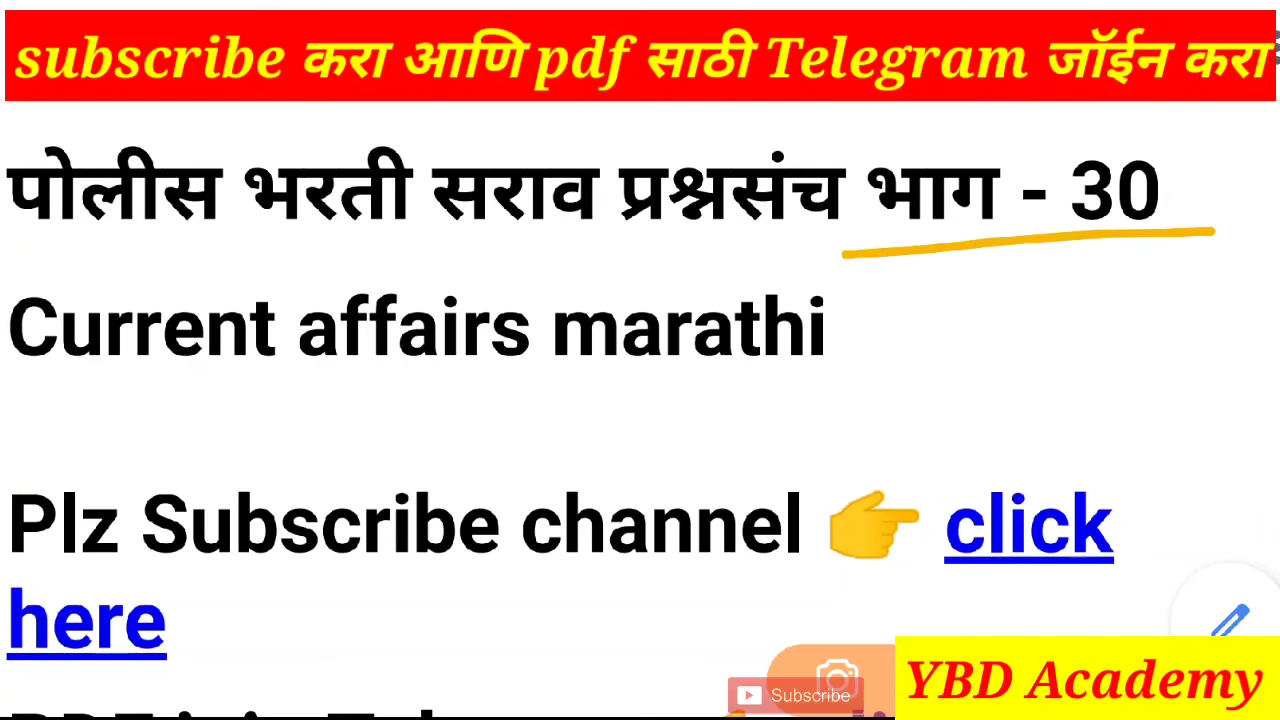 subscribe करा आणि pdf साठी Telegram जॉईन करा
पोलीस भरती सराव प्रश्नसंच भाग - 30
Current affairs marathi
Plz Subscribe channel 👉 click
here
Subscribe
YBD Academy